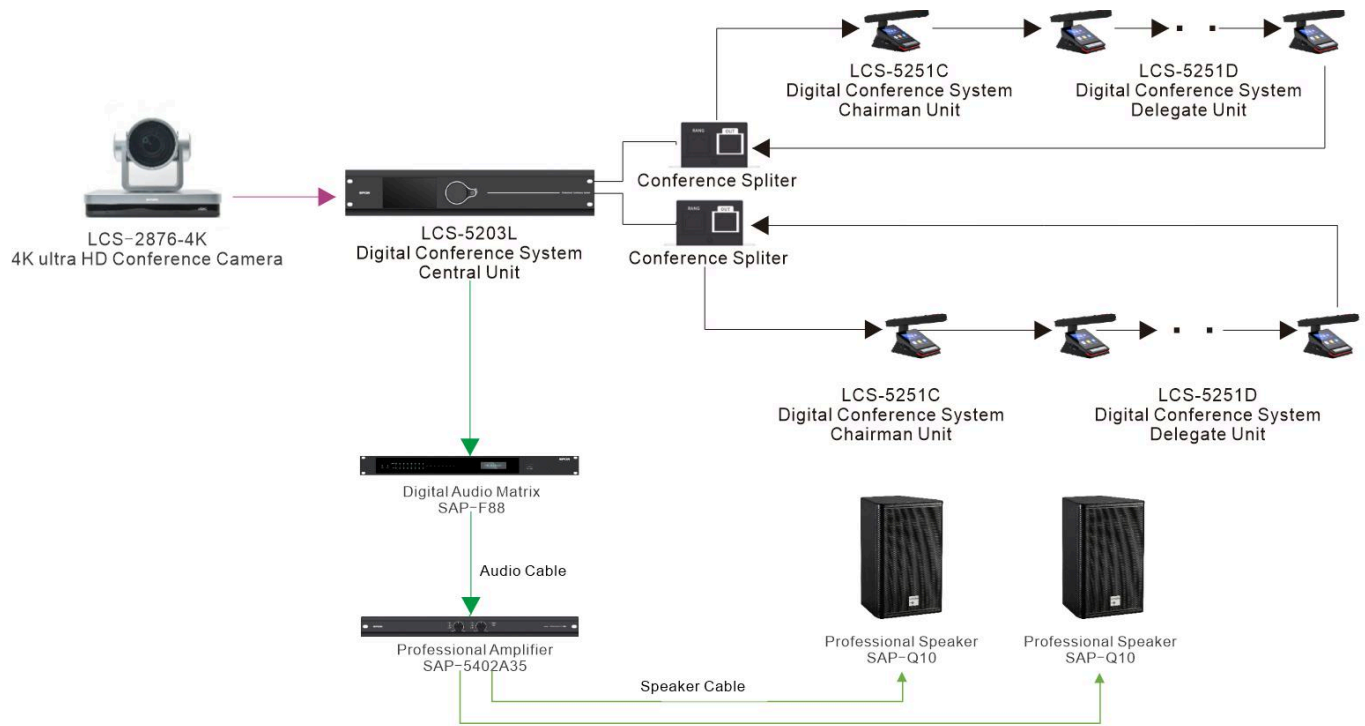 LCS-5251C
Digital Conference System
Chairman Unit
LCS-5251D
Digital Conference System
Delegate Unit
OUT
Conference Spliter
LCS-2876-4K
4K ultra HD Conference Camera
LCS-5203L
Digital Conference System
Central Unit
OUT
Conference Spliter
LCS-5251C
Digital Conference System
Chairman Unit
LCS-5251D
Digital Conference System
Delegate Unit
Digital Audio Matrix
SAP-F88
Audio Cable
Professional Amplifier
SAP-5402A35
Speaker Cable
Professional Speaker
SAP-Q10
Professional Speaker
SAP-Q10